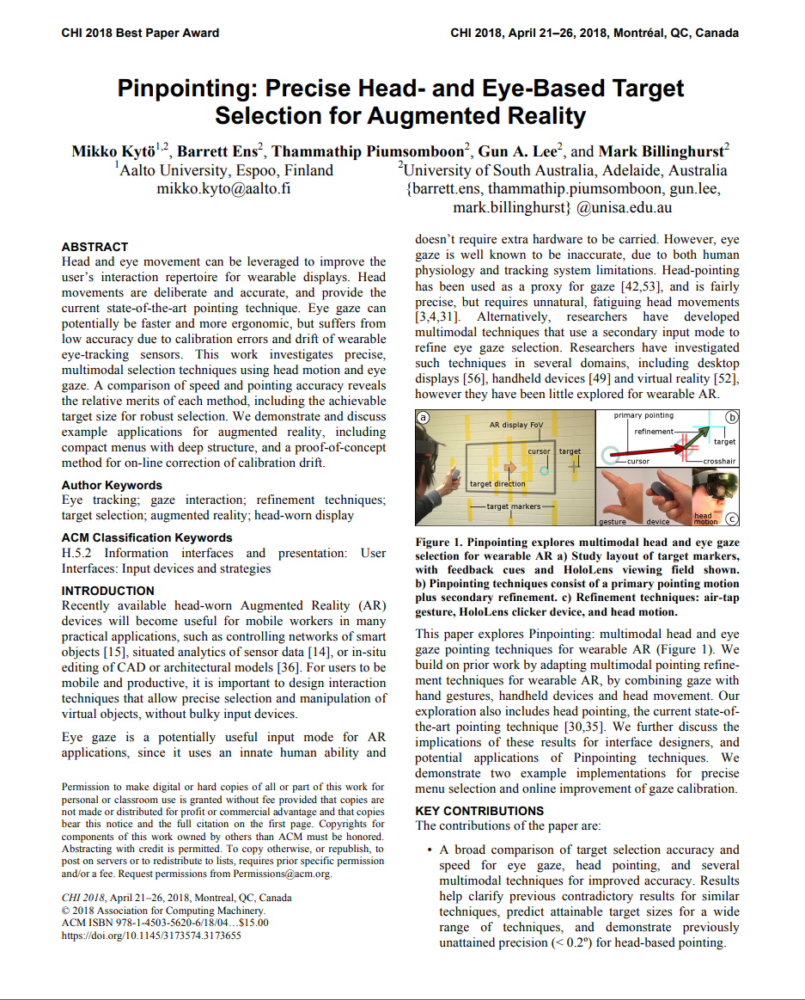 CHI 2018 Best Paper Award
CHI 2018, April 21–26, 2018, Montréal, QC, Canada
Pinpointing: Precise Head- and Eye-Based Target
Selection for Augmented Reality
Mikko Kytö1,2, Barrett Ens2, Thammathip Piumsomboon2, Gun A. Lee2, and Mark Billinghurst2
1Aalto University, Espoo, Finland
mikko.kyto@aalto.fi
2University of South Australia, Adelaide, Australia
{barrett.ens, thammathip.piumsomboon, gun.lee,
mark.billinghurst} @unisa.edu.au
ABSTRACT
Head and eye movement can be leveraged to improve the
user's interaction repertoire for wearable displays. Head
movements are deliberate and accurate, and provide the
current state-of-the-art pointing technique. Eye gaze can
potentially be faster and more ergonomic, but suffers from
low accuracy due to calibration errors and drift of wearable
eye-tracking sensors. This work investigates precise,
multimodal selection techniques using head motion and eye
gaze. A comparison of speed and pointing accuracy reveals
the relative merits of each method, including the achievable
target size for robust selection. We demonstrate and discuss
example applications for augmented reality, including
compact menus with deep structure, and a proof-of-concept
method for on-line correction of calibration drift.
Author Keywords
Eye tracking; gaze interaction; refinement techniques;
target selection; augmented reality; head-worn display
ACM Classification Keywords
H.5.2 Information interfaces and presentation: User
Interfaces: Input devices and strategies
INTRODUCTION
Recently available head-worn Augmented Reality (AR)
devices will become useful for mobile workers in many
practical applications, such as controlling networks of smart
objects [15], situated analytics of sensor data [14], or in-situ
editing of CAD or architectural models [36]. For users to be
mobile and productive, it is important to design interaction
techniques that allow precise selection and manipulation of
virtual objects, without bulky input devices.
Eye gaze is a potentially useful input mode for AR
applications, since it uses an innate human ability and
Permission to make digital or hard copies of all or part of this work for
personal or classroom use is granted without fee provided that copies are
not made or distributed for profit or commercial advantage and that copies
bear this notice and the full citation on the first page. Copyrights for
components of this work owned by others than ACM must be honored.
Abstracting with credit is permitted. To copy otherwise, or republish, to
post on servers or to redistribute to lists, requires prior specific permission
and/or a fee. Request permissions from Permissions@acm.org.
CHI 2018, April 21–26, 2018, Montreal, QC, Canada
© 2018 Association for Computing Machinery.
ACM ISBN 978-1-4503-5620-6/18/04…$15.00
https://doi.org/10.1145/3173574.3173655
doesn't require extra hardware to be carried. However, eye
gaze is well known to be inaccurate, due to both human
physiology and tracking system limitations. Head-pointing
has been used as a proxy for gaze [42,53], and is fairly
precise, but requires unnatural, fatiguing head movements
[3,4,31]. Alternatively, researchers have developed
multimodal techniques that use a secondary input mode to
refine eye gaze selection. Researchers have investigated
such techniques in several domains, including desktop
displays [56], handheld devices [49] and virtual reality [52],
however they have been little explored for wearable AR.
a
AR display FoV
cursor
target
target direction
target markers
primary pointing
b
refinement
target
cursor
crosshair
gesture
device
head
motion
c
Figure 1. Pinpointing explores multimodal head and eye gaze
selection for wearable AR a) Study layout of target markers,
with feedback cues and HoloLens viewing field shown.
b) Pinpointing techniques consist of a primary pointing motion
plus secondary refinement. c) Refinement techniques: air-tap
gesture, HoloLens clicker device, and head motion.
This paper explores Pinpointing: multimodal head and eye
gaze pointing techniques for wearable AR (Figure 1). We
build on prior work by adapting multimodal pointing refine-
ment techniques for wearable AR, by combining gaze with
hand gestures, handheld devices and head movement. Our
exploration also includes head pointing, the current state-of-
the-art pointing technique [30,35]. We further discuss the
implications of these results for interface designers, and
potential applications of Pinpointing techniques. We
demonstrate two example implementations for precise
menu selection and online improvement of gaze calibration.
KEY CONTRIBUTIONS
The contributions of the paper are:
• A broad comparison of target selection accuracy and
speed for eye gaze, head pointing, and several
multimodal techniques for improved accuracy. Results
help clarify previous contradictory results for similar
techniques, predict attainable target sizes for a wide
range of techniques, and demonstrate previously
unattained precision (< 0.2º) for head-based pointing.